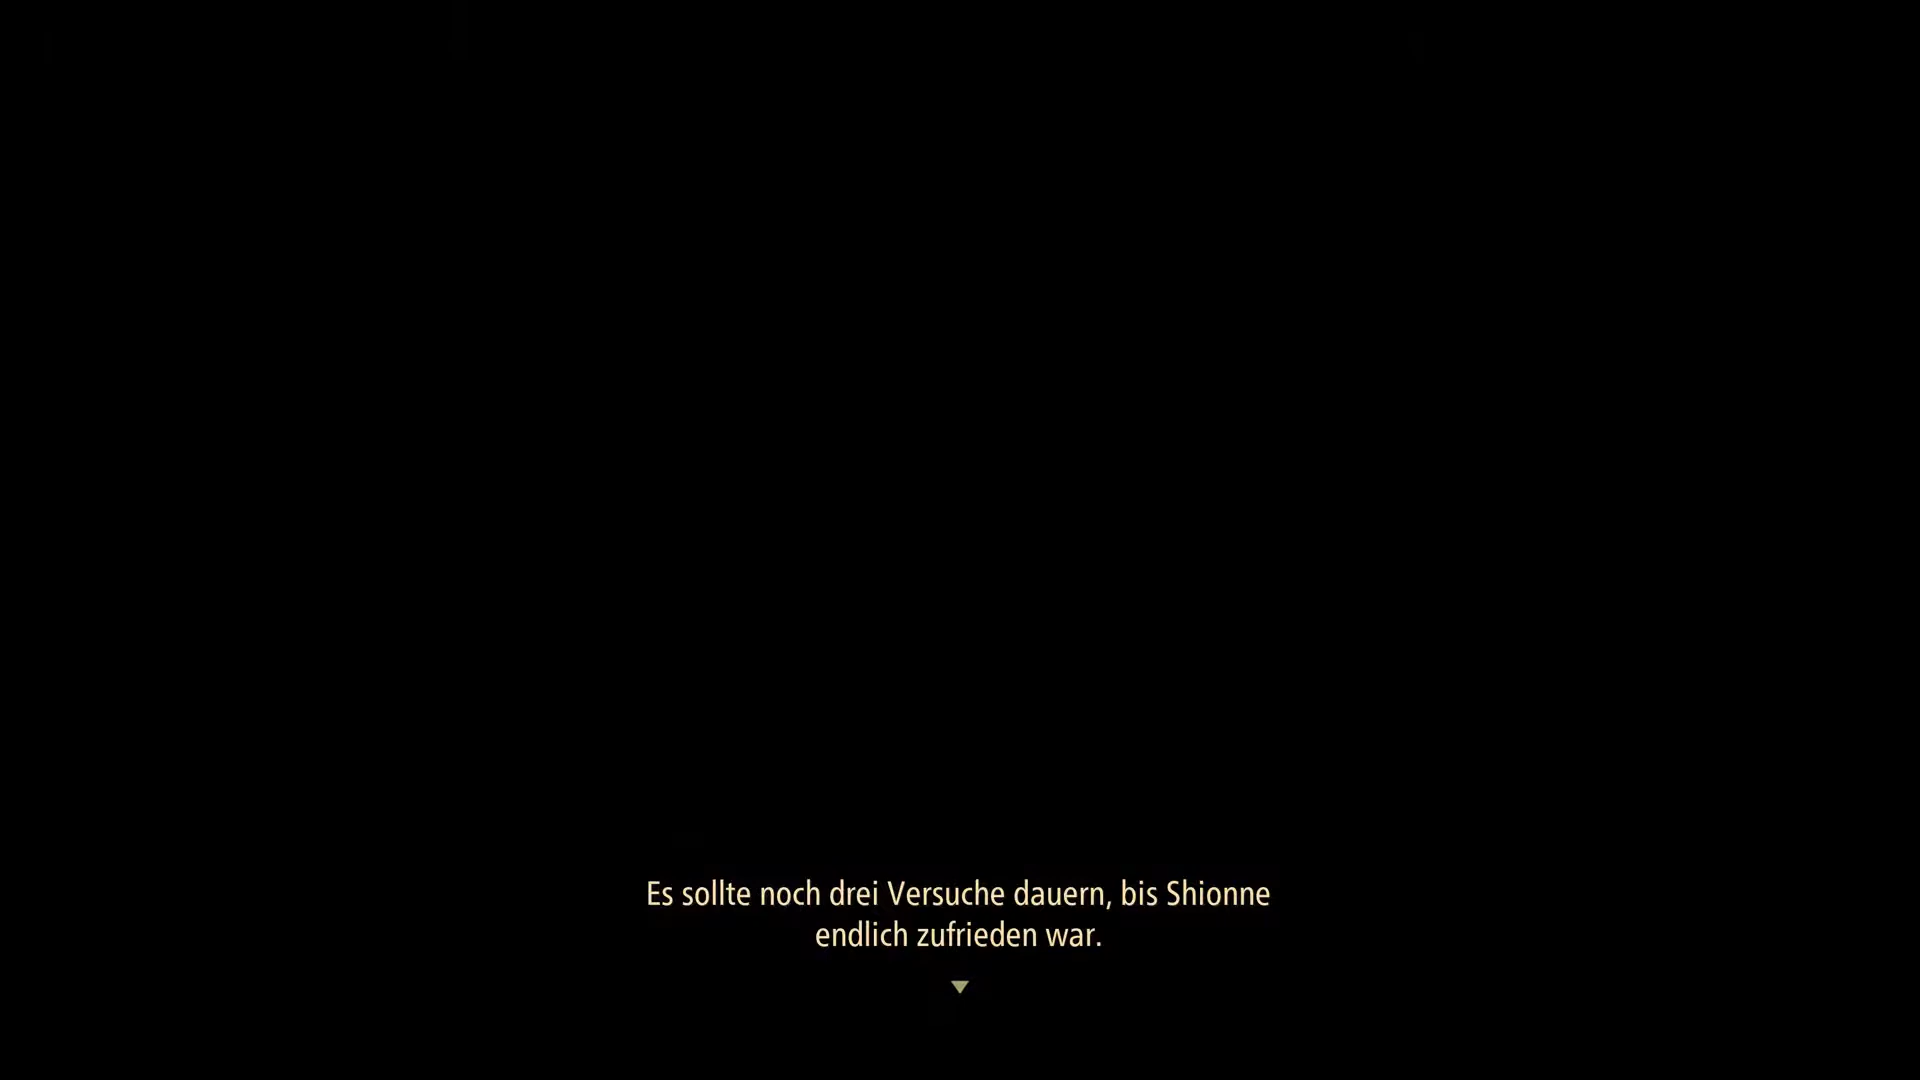 Es sollte noch drei Versuche dauern, bis Shionne
endlich zufrieden war.